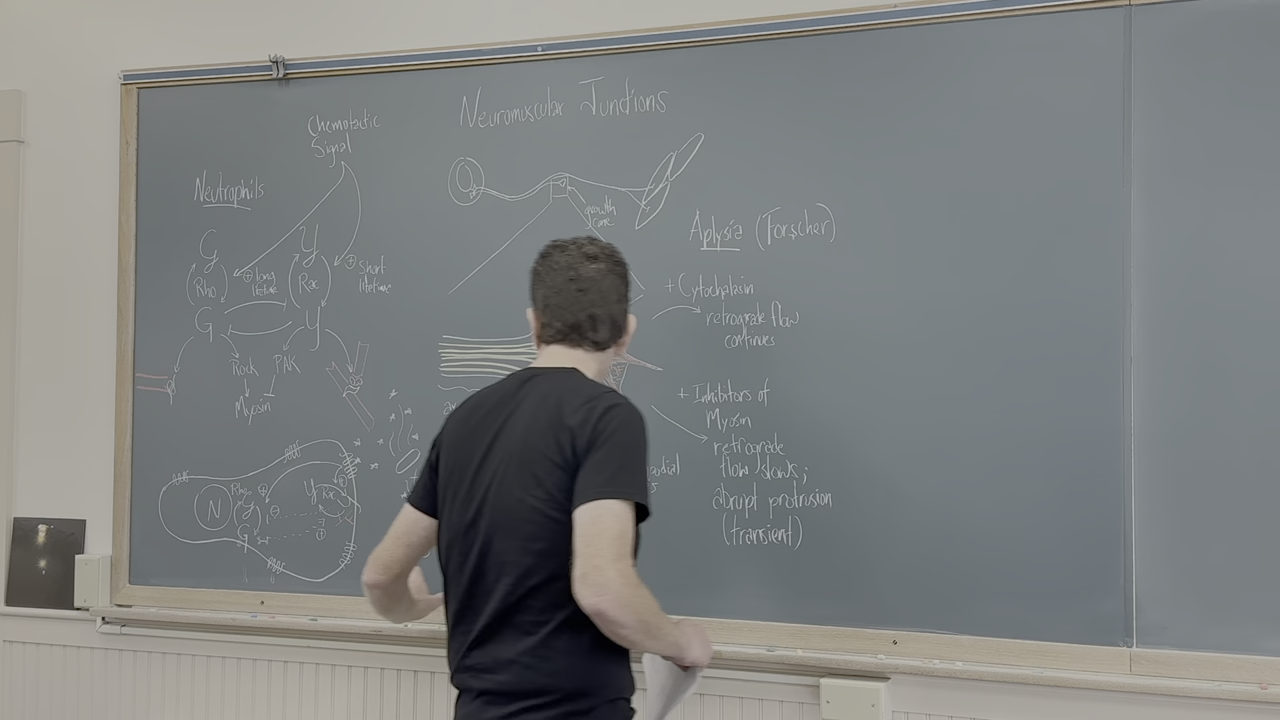 Neuromuscular Junctions
Chemotactic
Signal
Neutrophils
G
Rho
G
Y
Rac
Y
⊕ long
lifetime
⊕ Short
lifetime
Rock
PAK
Myosin
N
Rho
G
G
Y
Rac
growth
cone
Aplysia (Forscher)
+ Cytochalasin
retrograde flow
continues
+ Inhibitors of
Myosin
retrograde
flow slows;
abrupt protrusion
(transient)